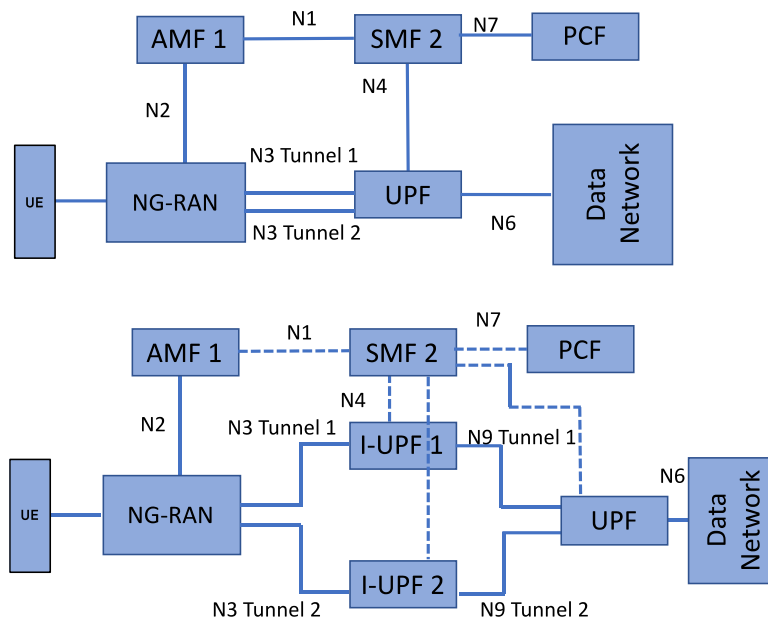 N1
AMF 1
SMF 2
N7
PCF
N2
N4
N3 Tunnel 1
UE
NG-RAN
UPF
Data
Network
N3 Tunnel 2
N6
N1
N7
AMF 1
SMF 2
PCF
N2
N4
N3 Tunnel 1
I-UPF 1
N9 Tunnel 1
N6
UE
NG-RAN
UPF
Data
Network
I-UPF 2
N3 Tunnel 2
N9 Tunnel 2